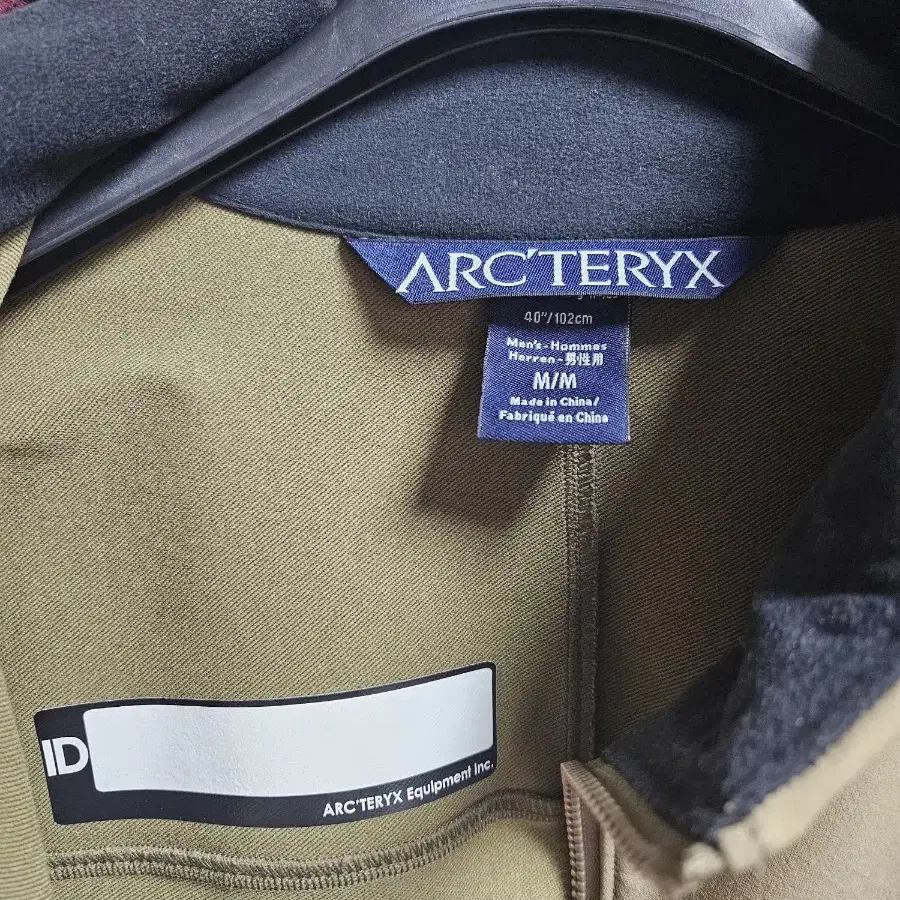 ARC'TERYX
40"/102cm
Men's-Hommes
Herren-男性用
M/M
Made in China/
Fabriqué en Chine
ID
ARC'TERYX Equipment Inc.